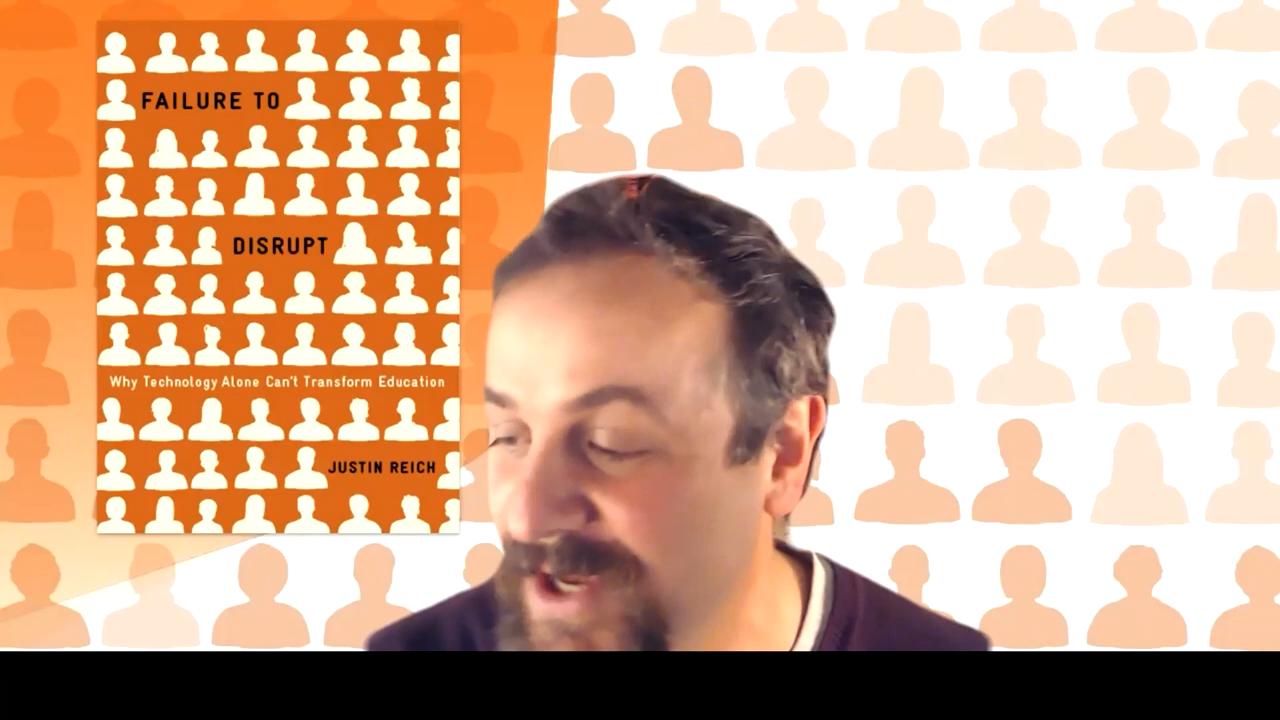 FAILURE TO
DISRUPT
Why Technology Alone Can't Transform Education
JUSTIN REICH